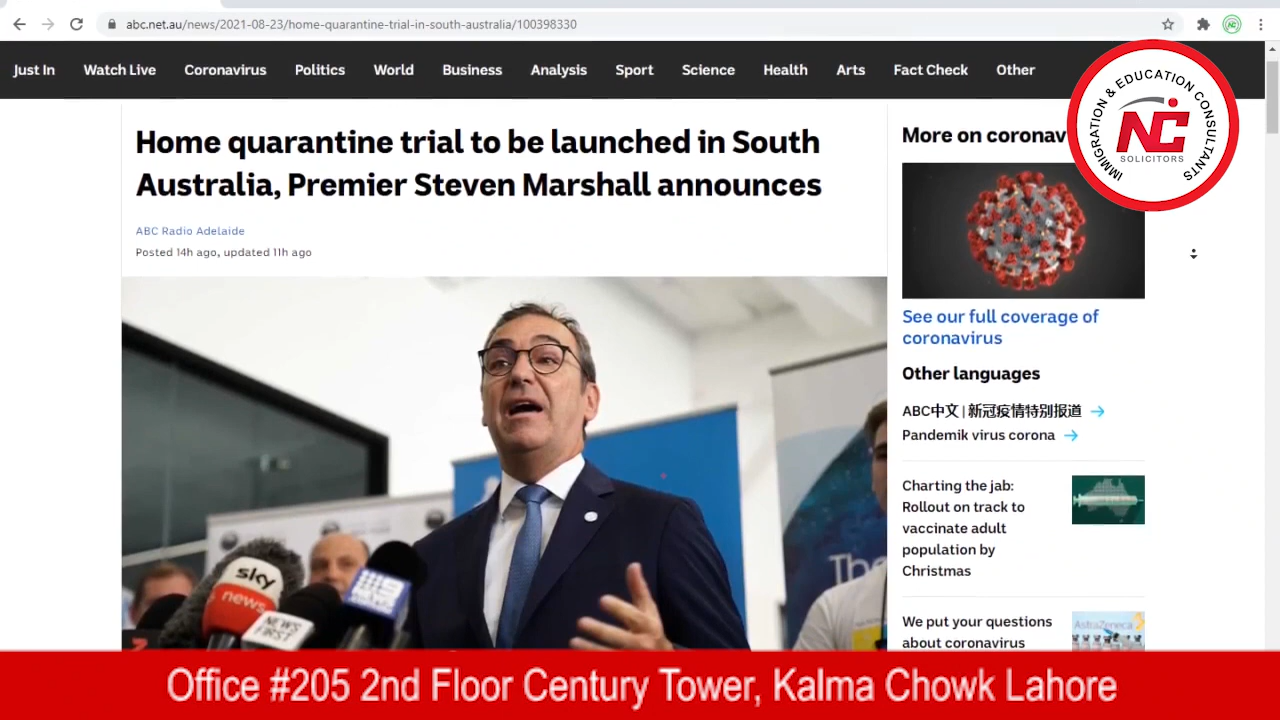 abc.net.au/news/2021-08-23/home-quarantine-trial-in-south-australia/100398330
Just In Watch Live Coronavirus Politics World Business Analysis Sport Science Health Arts Fact Check Other
IMMIGRATION & EDUCATION CONSULTANTS
NCI
SOLICITORS
Home quarantine trial to be launched in South
Australia, Premier Steven Marshall announces
ABC Radio Adelaide
Posted 14h ago, updated 11h ago
sky
news
NEWS
FIRST
The
More on coronav
See our full coverage of
coronavirus
Other languages
ABC中文 | 新冠疫情特别报道
Pandemik virus corona
Charting the jab:
Rollout on track to
vaccinate adult
population by
Christmas
We put your questions
about coronavirus
AstraZeneca
Office #205 2nd Floor Century Tower, Kalma Chowk Lahore